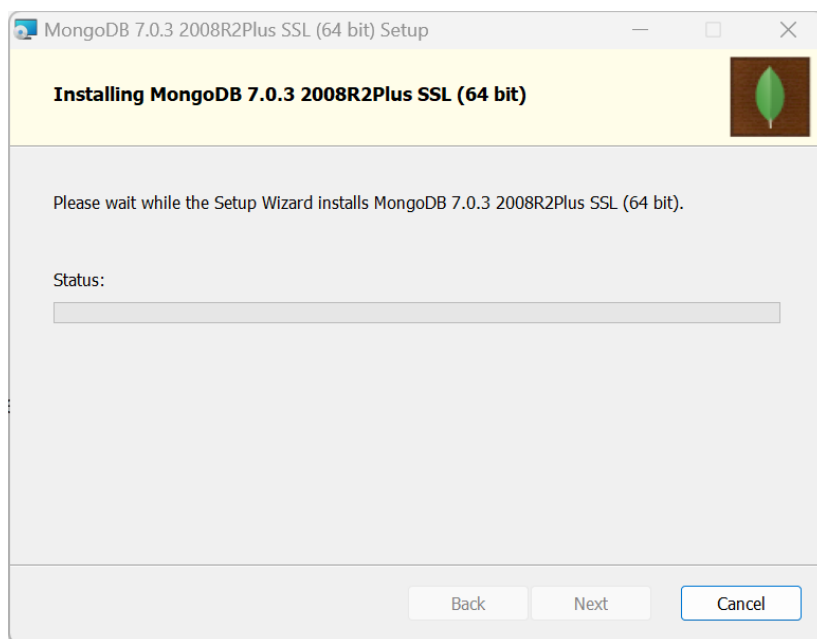 MongoDB 7.0.3 2008R2Plus SSL (64 bit) Setup
Installing MongoDB 7.0.3 2008R2Plus SSL (64 bit)
Please wait while the Setup Wizard installs MongoDB 7.0.3 2008R2Plus SSL (64 bit).
Status:
Back Next Cancel